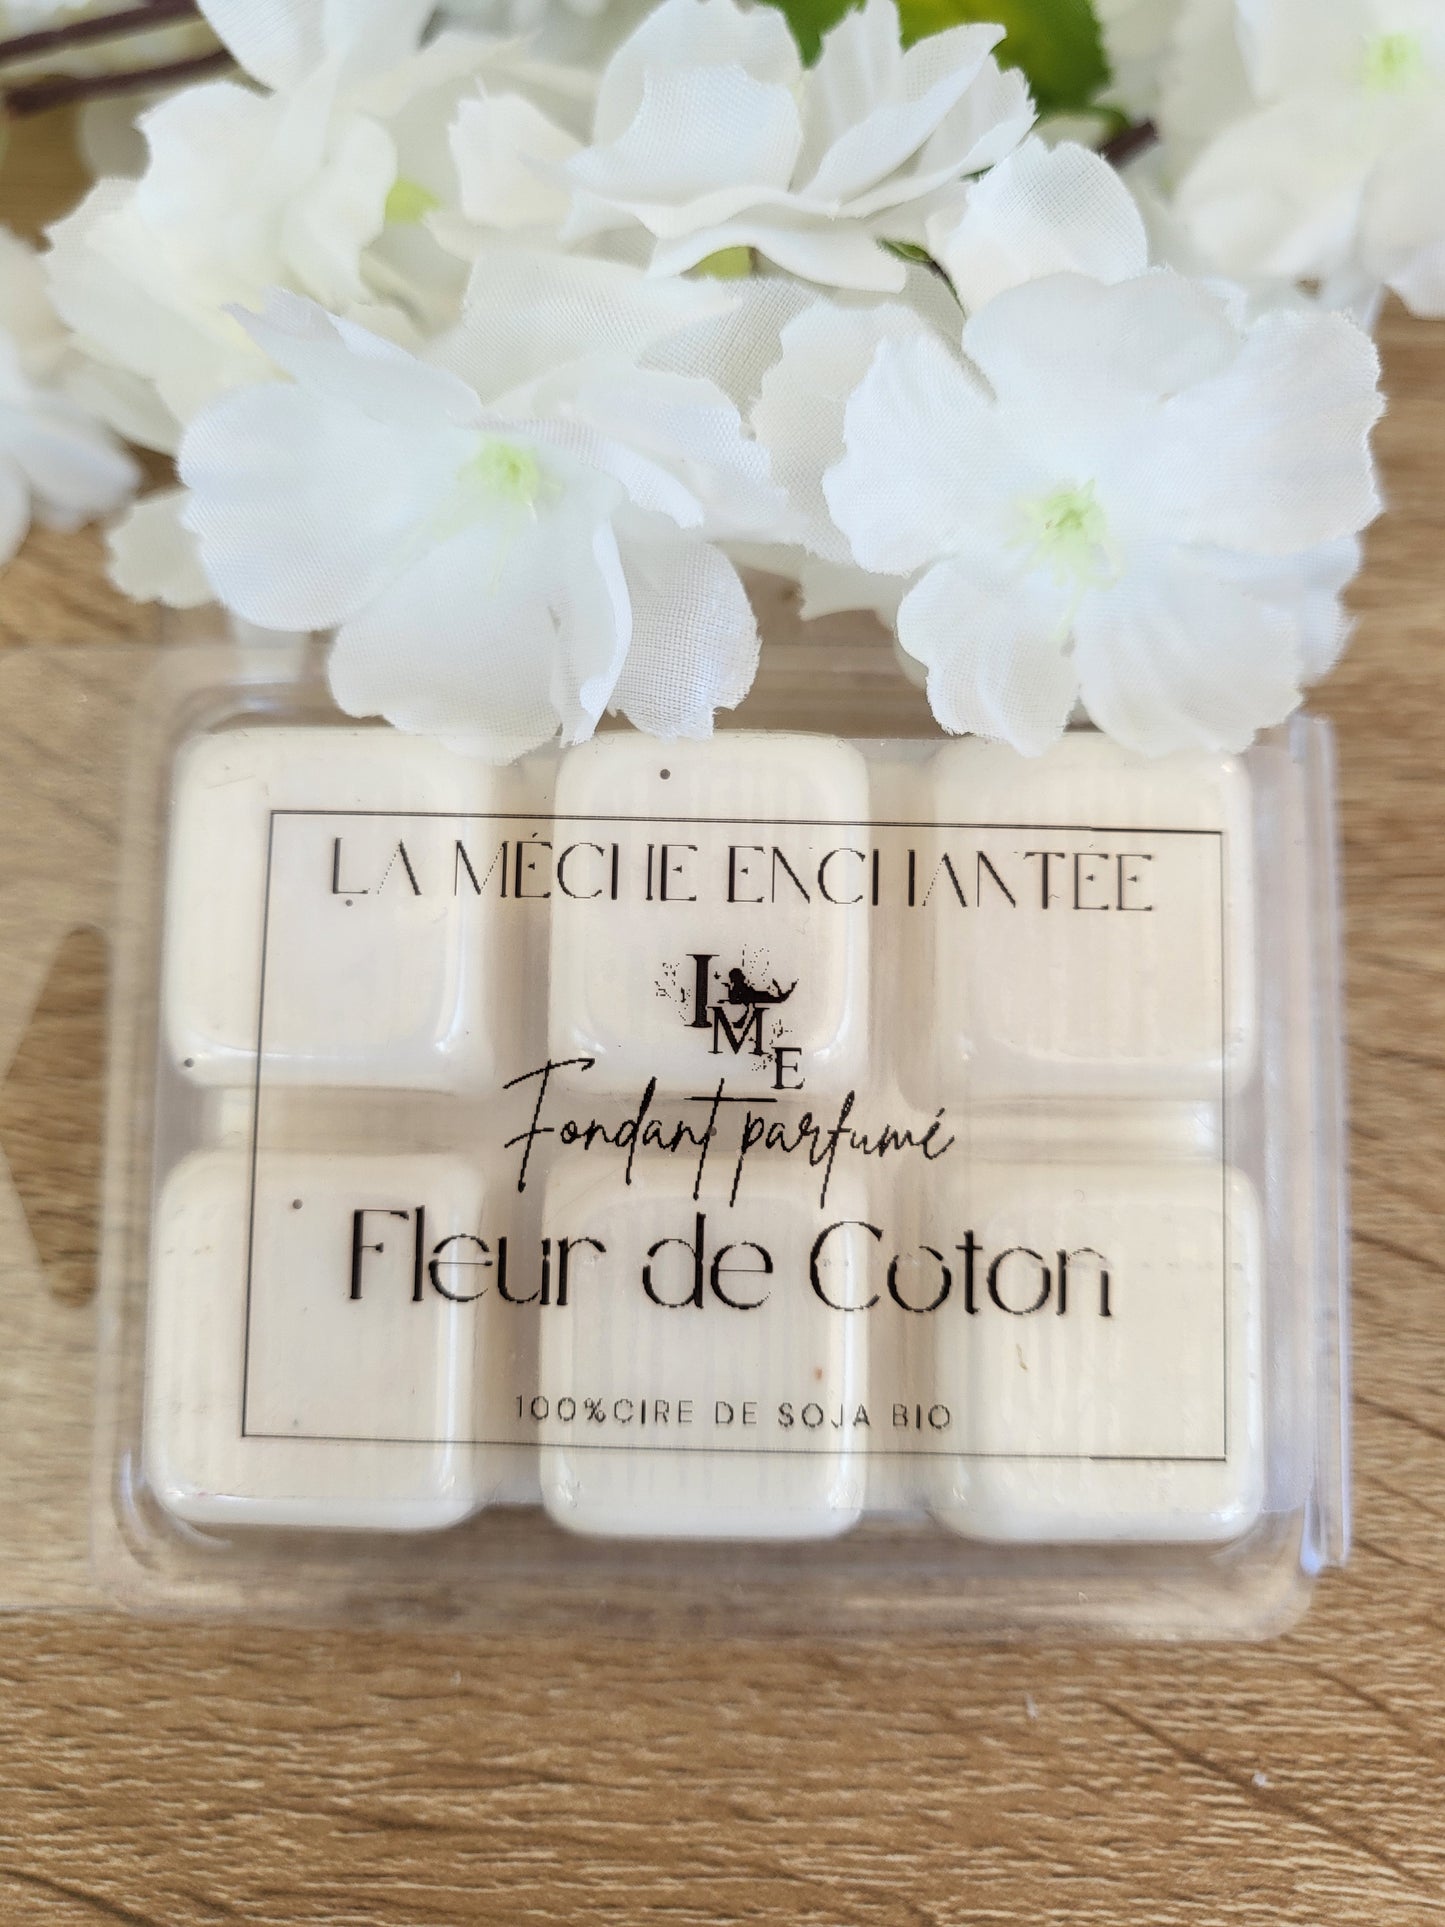 LA MÈCHE ENCHANTÉE
LME
Fondant parfumé
Fleur de Coton
100%CIRE DE SOJA BIO